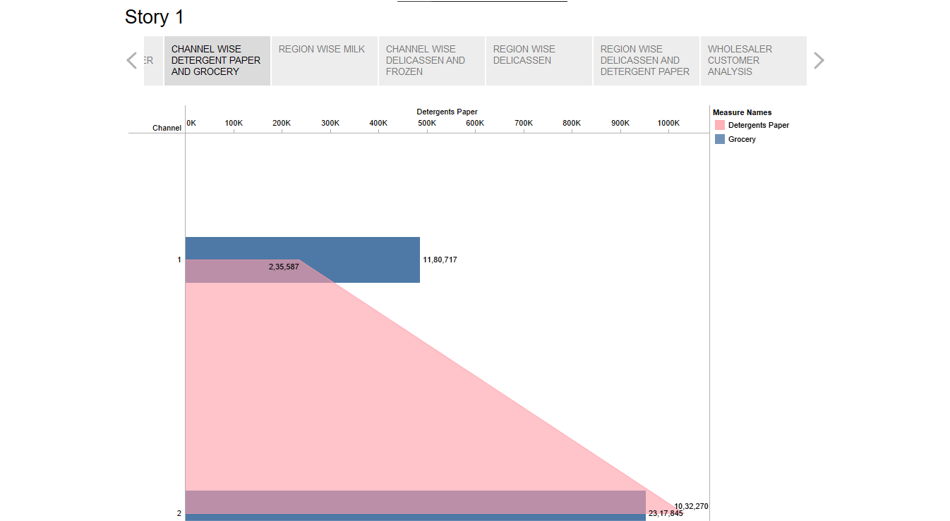 Story 1
ER
CHANNEL WISE
DETERGENT PAPER
AND GROCERY
REGION WISE MILK
CHANNEL WISE
DELICASSEN AND
FROZEN
REGION WISE
DELICASSEN
REGION WISE
DELICASSEN AND
DETERGENT PAPER
WHOLESALER
CUSTOMER
ANALYSIS
Detergents Paper
Channel
0K 100K 200K 300K 400K 500K 600K 700K 800K 900K 1000K
Measure Names
Detergents Paper
Grocery
1
11,80,717
2,35,587
10,32,270
2
23,17,845